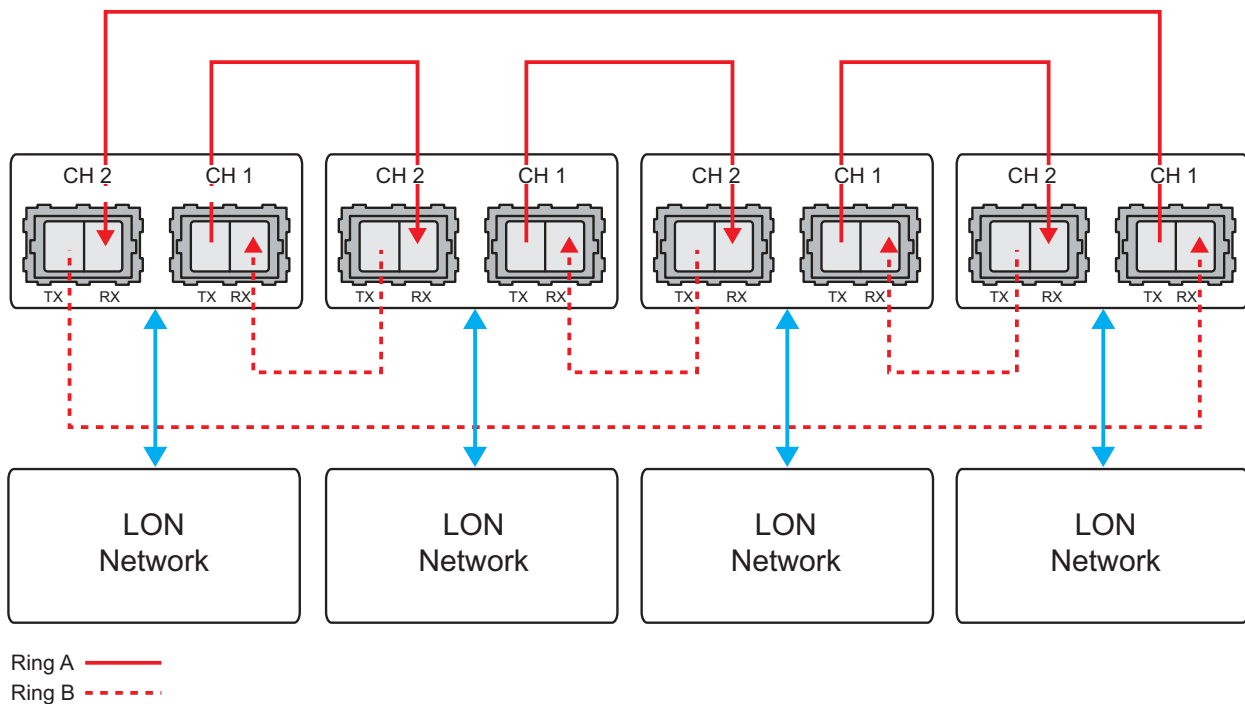 CH 2 CH 1 CH 2 CH 1 CH 2 CH 1 CH 2 CH 1
TX RX TX RX TX RX TX RX TX RX TX RX TX RX TX RX
LON LON LON LON
Network Network Network Network
Ring A
Ring B